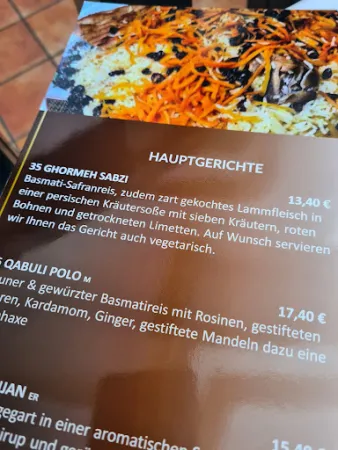 HAUPTGERICHTE
35 GHORMEH SABZI
13,40 €
Basmati-Safranreis, zudem zart gekochtes Lammfleisch in
einer persischen Kräutersoße mit sieben Kräutern, roten
Bohnen und getrockneten Limetten. Auf Wunsch servieren
wir Ihnen das Gericht auch vegetarisch.
QABULI POLO M
17,40 €
uner & gewürzter Basmatireis mit Rosinen, gestifteten
ren, Kardamom, Ginger, gestiftete Mandeln dazu eine
haxe
JAN ER
gegart in einer aromatischen
irup und